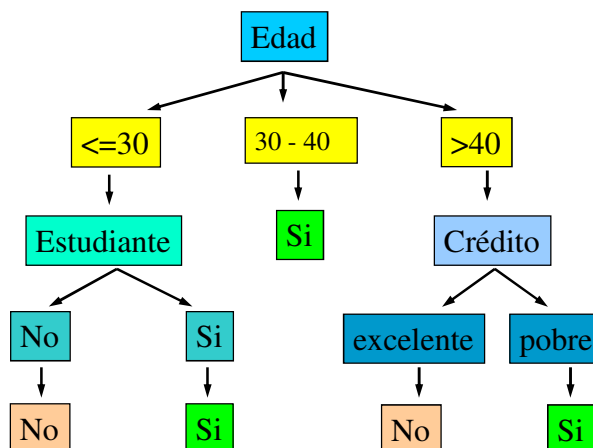 Edad
<=30
30 - 40
>40
Estudiante
Si
Crédito
No
Si
excelente
pobre
No
Si
No
Si